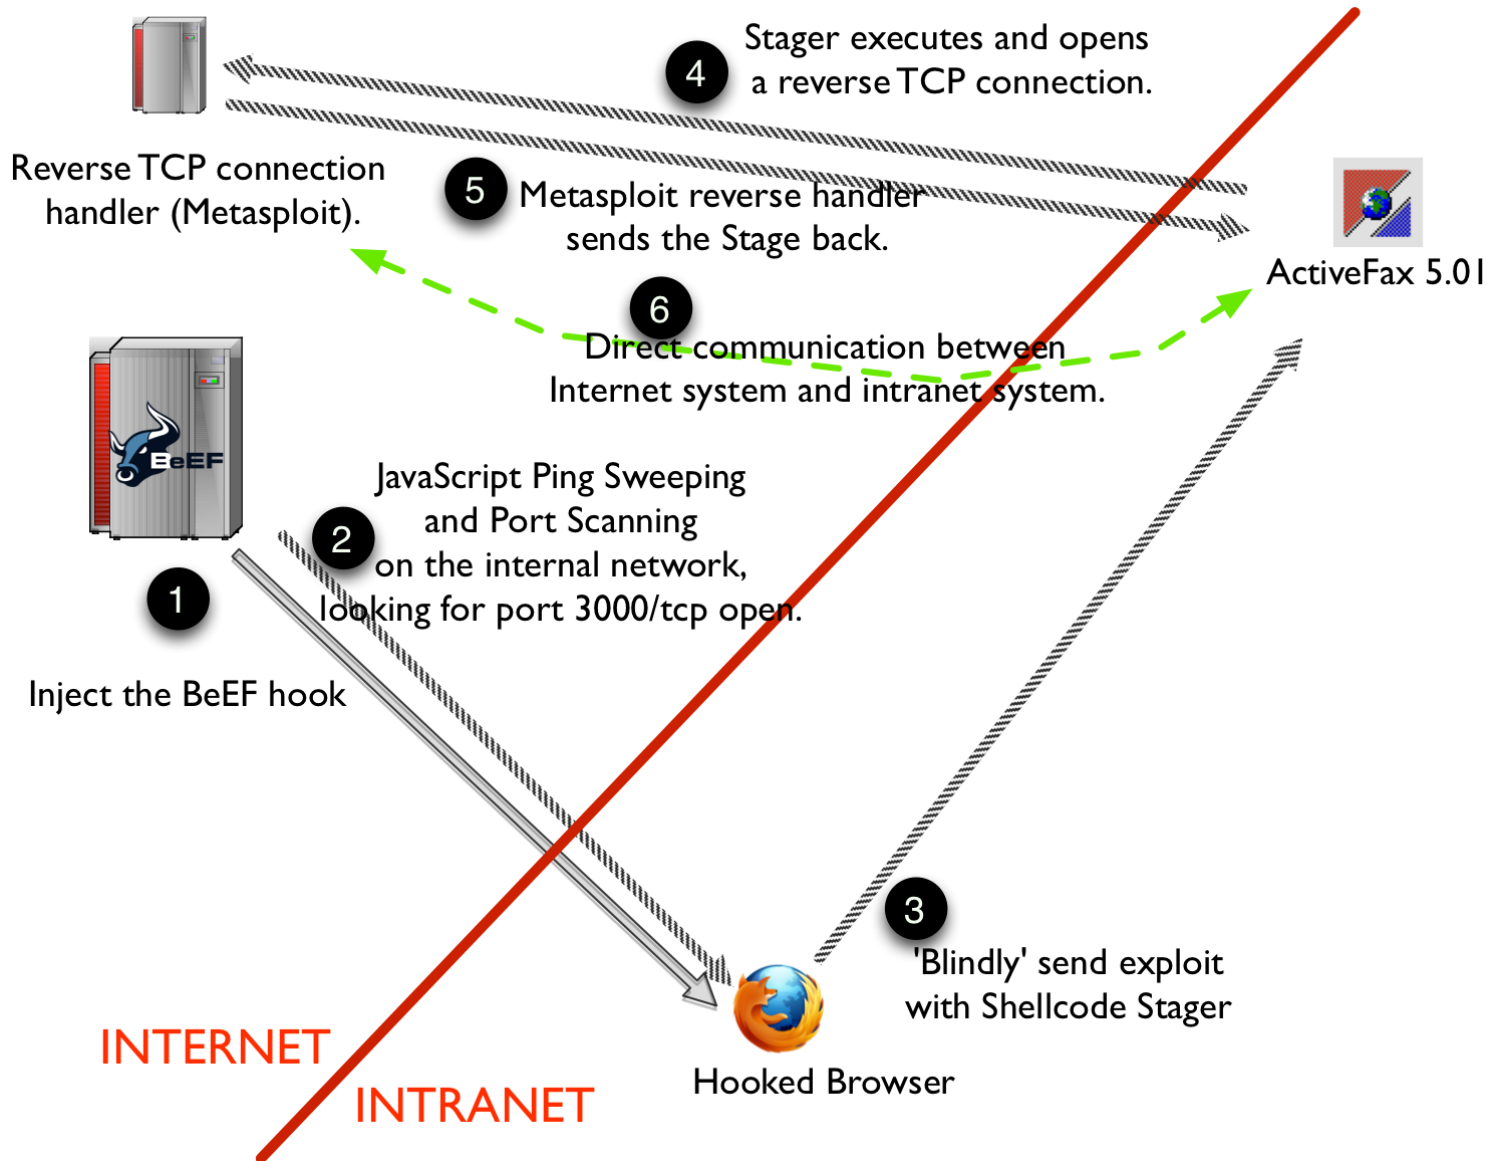 4
Stager executes and opens
a reverse TCP connection.
Reverse TCP connection
handler (Metasploit).
5
Metasploit reverse handler
sends the Stage back.
ActiveFax 5.01
6
Direct communication between
Internet system and intranet system.
BeEF
2
JavaScript Ping Sweeping
and Port Scanning
on the internal network,
looking for port 3000/tcp open.
1
Inject the BeEF hook
3
'Blindly' send exploit
with Shellcode Stager
Hooked Browser
INTERNET
INTRANET